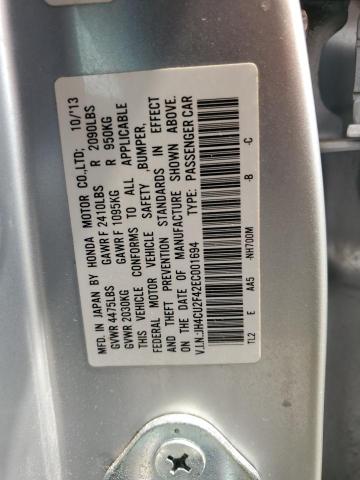 MFD. IN JAPAN BY HONDA MOTOR CO.,LTD; 10/'13
GVWR 4475LBS GAWR F 2410LBS R 2090LBS
GVWR 2030KG GAWR F 1095KG R 950KG
THIS VEHICLE CONFORMS TO ALL APPLICABLE
FEDERAL MOTOR VEHICLE SAFETY ,BUMPER,
AND THEFT PREVENTION STANDARDS IN EFFECT
ON THE DATE OF MANUFACTURE SHOWN ABOVE.
V.I.N.:JH4CU2F42EC001694 TYPE: PASSENGER CAR
TL2 E AA5 -NH700M -B -C